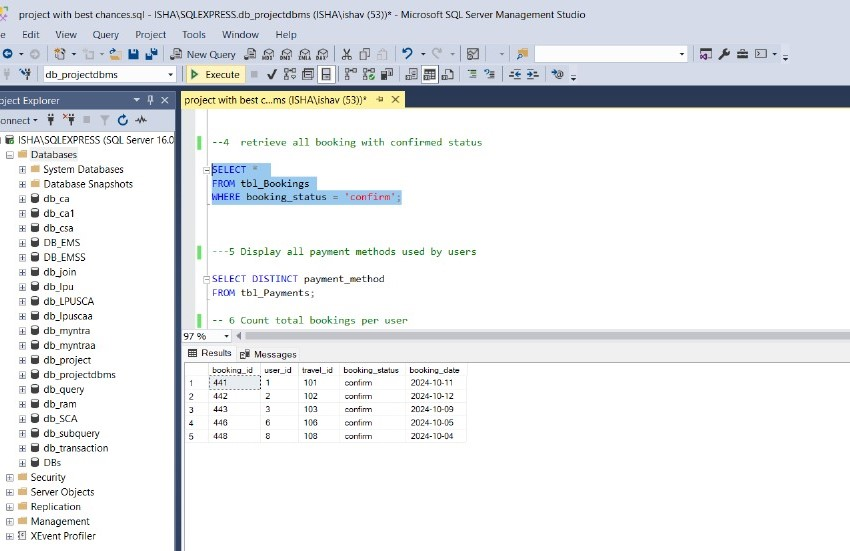 project with best chances.sql - ISHA\SQLEXPRESS.db_projectdbms (ISHA\ishav (53))* - Microsoft SQL Server Management Studio
e Edit View Query Project Tools Window Help
New Query
db_projectdbms Execute
oject Explorer
project with best c...ms (ISHA\ishav (53))*
onnect
ISHA\SQLEXPRESS (SQL Server 16.0
Databases
System Databases
Database Snapshots
db_ca
db_ca1
db_csa
DB_EMS
DB_EMSS
db_join
db_lpu
db_LPUSCA
db_lpuscaa
db_myntra
db_myntraa
db_project
db_projectdbms
db_query
db_ram
db_SCA
db_subquery
db_transaction
DBs
Security
Server Objects
Replication
Management
XEvent Profiler
--4 retrieve all booking with confirmed status
SELECT *
FROM tbl_Bookings
WHERE booking_status = 'confirm';
---5 Display all payment methods used by users
SELECT DISTINCT payment_method
FROM tbl_Payments;
-- 6 Count total bookings per user
97 %
Results Messages
booking_id user_id travel_id booking_status booking_date
1 441 1 101 confirm 2024-10-11
2 442 2 102 confirm 2024-10-12
3 443 3 103 confirm 2024-10-09
4 446 6 106 confirm 2024-10-05
5 448 8 108 confirm 2024-10-04